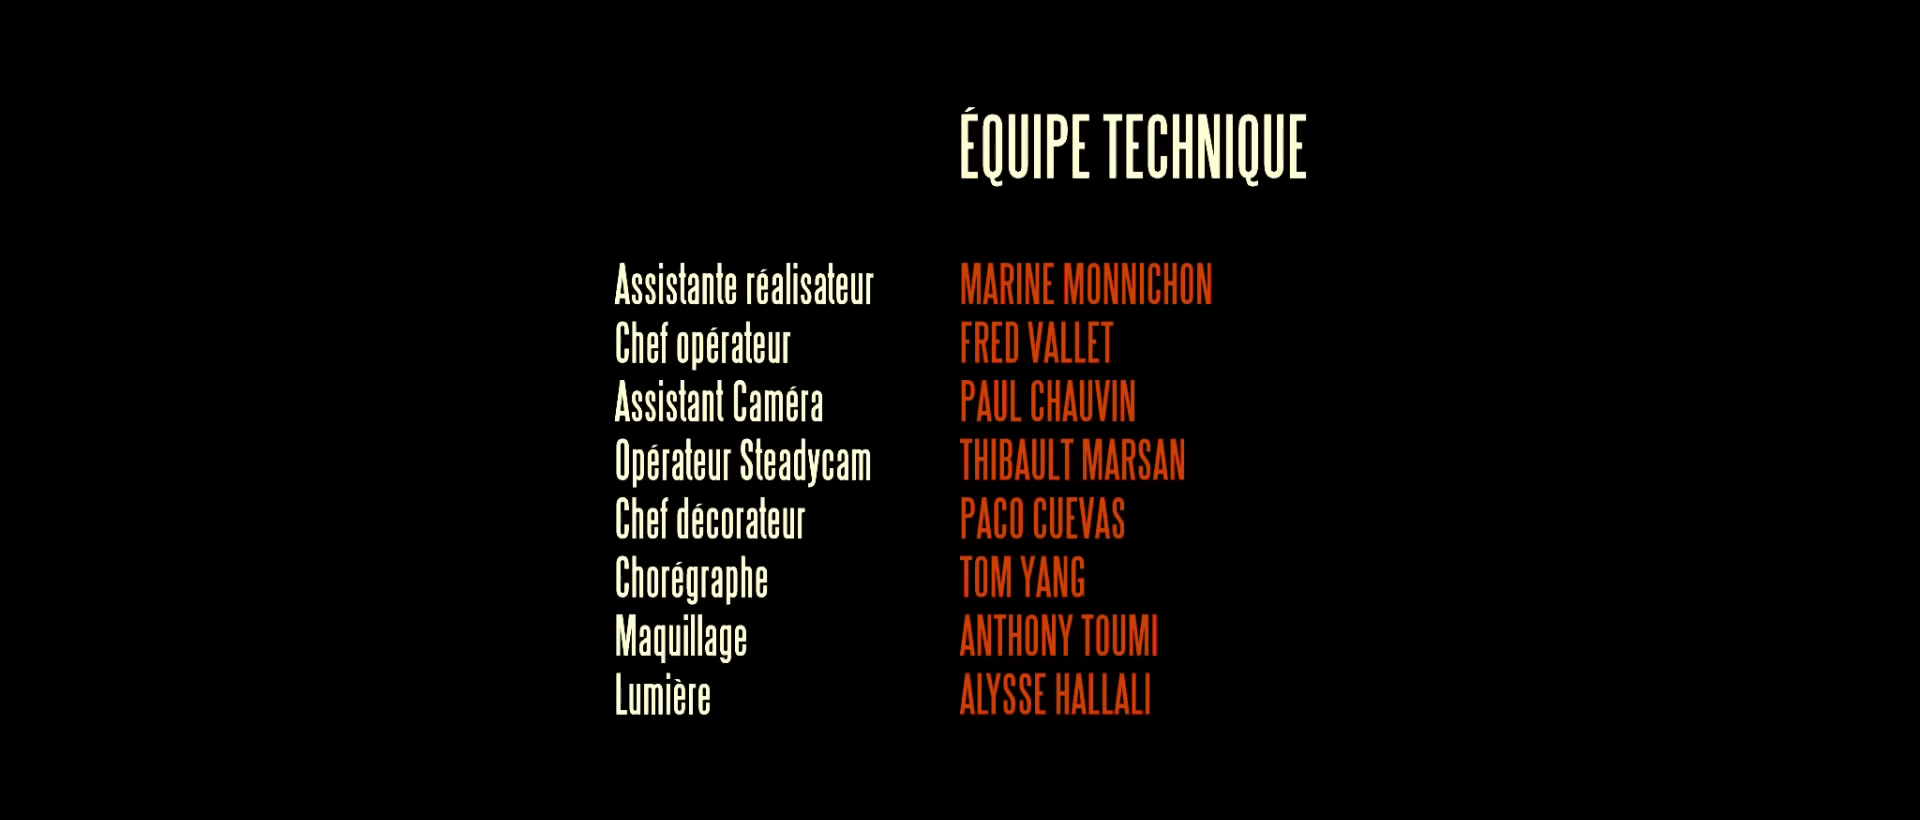 ÉQUIPE TECHNIQUE
Assistante réalisateur MARINE MONNICHON
Chef opérateur FRED VALLET
Assistant Caméra PAUL CHAUVIN
Opérateur Steadycam THIBAULT MARSAN
Chef décorateur PACO CUEVAS
Chorégraphe TOM YANG
Maquillage ANTHONY TOUMI
Lumière ALYSSE HALLALI